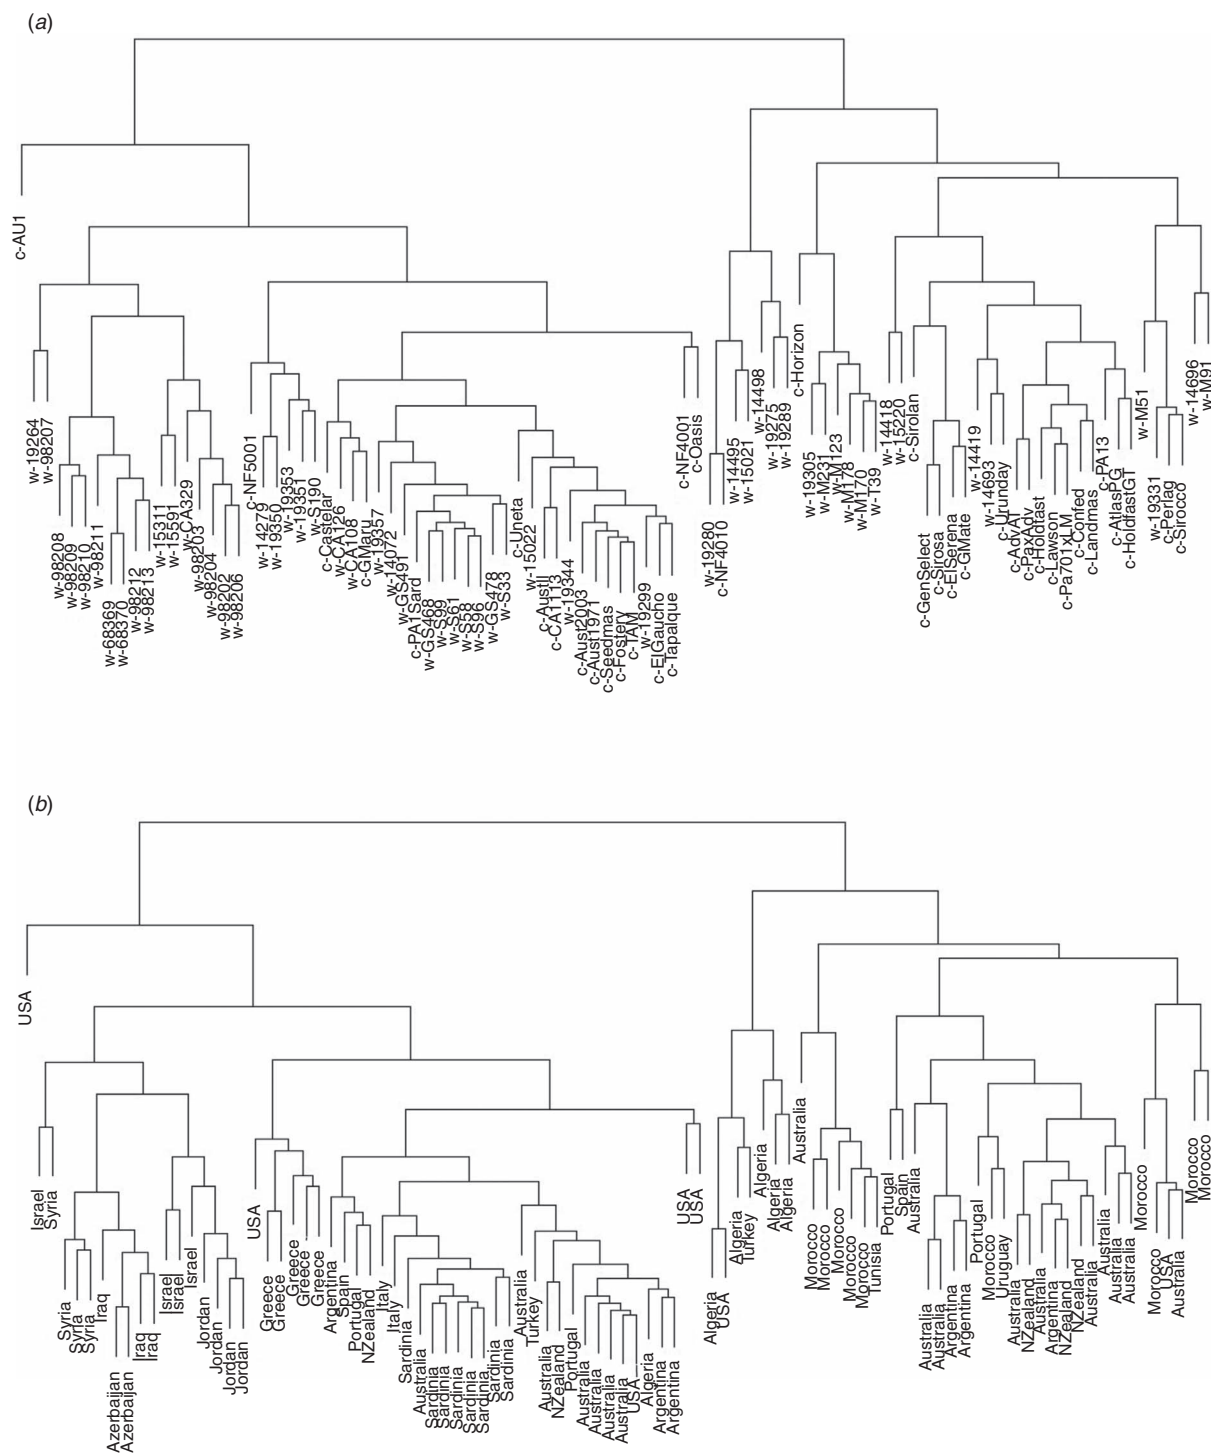 (a)
c-AU1
w-19264
w-98207
w-98208
w-98209
w-98210
w-98211
w-68369
w-68370
w-98212
w-98213
w-15311
w-15591
w-CA329
w-98203
w-98204
w-98202
w-98206
c-NF5001
w-14279
w-19350
w-19353
w-19351
w-S190
c-Castelar
w-CA126
w-CA108
c-GMaru
w-19357
w-14072
w-GS491
c-PA1Sard
w-GS468
w-S99
w-S61
w-S58
w-S96
w-GS478
w-S33
c-Uneta
w-15022
c-AustII
c-CA1113
w-19344
c-Aust2003
c-Aust1971
c-Seedmas
c-Fostery
c-TAM
w-19299
c-ElGaucho
c-Tapalque
c-NF4001
c-Oasis
w-19280
c-NF4010
w-14495
w-15021
w-14498
w-19275
w-19289
c-Horizon
w-19305
w-M231
w-M123
w-M178
w-M170
w-T39
w-14418
w-15220
c-Sirolan
c-GenSelect
c-Sirosa
c-ElSerena
c-GMate
w-14419
w-14693
c-Urunday
c-AdvAT
c-PaxAdv
c-Holdfast
c-Lawson
c-Pa701xLM
c-Confed
c-Landmas
c-PA13
c-AtlasPG
c-HoldfastGT
w-M51
w-19331
c-Perlag
c-Sirocco
w-14696
w-M91
(b)
USA
Israel
Syria
Syria
Syria
Syria
Iraq
Azerbaijan
Azerbaijan
Iraq
Iraq
Israel
Israel
Israel
Jordan
Jordan
Jordan
Jordan
USA
Greece
Greece
Greece
Greece
Greece
Argentina
Spain
Portugal
NZealand
Italy
Italy
Sardinia
Australia
Sardinia
Sardinia
Sardinia
Sardinia
Sardinia
Sardinia
Sardinia
Australia
Turkey
Australia
NZealand
Portugal
Australia
Australia
Australia
Australia
USA
Algeria
Argentina
Argentina
USA
USA
Algeria
USA
Algeria
Turkey
Algeria
Algeria
Algeria
Australia
Morocco
Morocco
Morocco
Morocco
Morocco
Tunisia
Portugal
Spain
Australia
Australia
Australia
Argentina
Argentina
Portugal
Morocco
Uruguay
Australia
NZealand
Australia
Argentina
NZealand
NZealand
Australia
Australia
Australia
Australia
Morocco
Morocco
USA
Australia
Morocco
Morocco